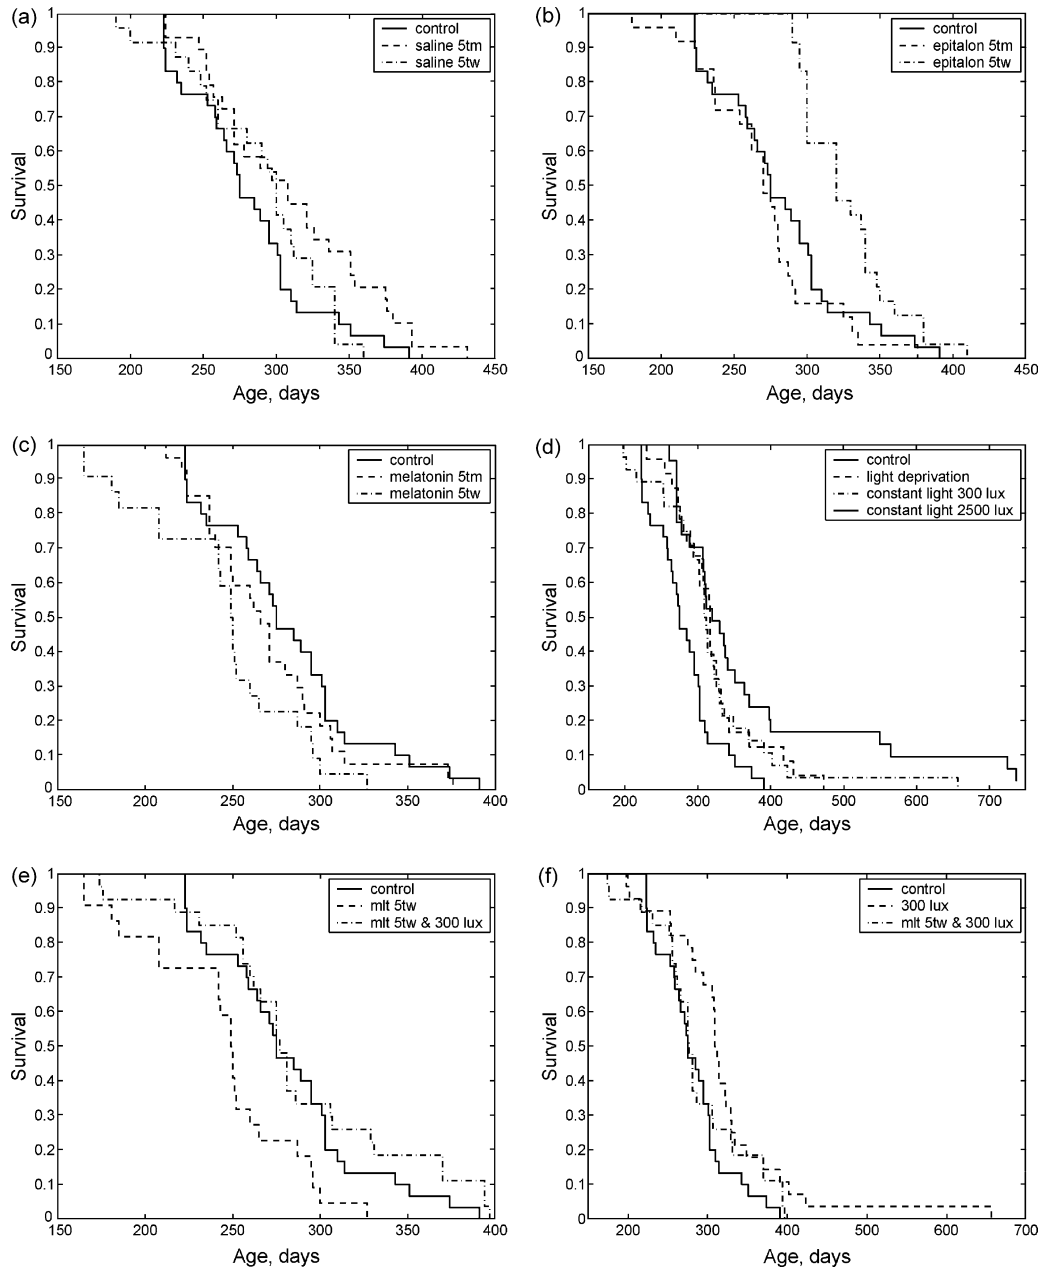 (a)
control
saline 5tm
saline 5tw
Survival
1
0.9
0.8
0.7
0.6
0.5
0.4
0.3
0.2
0.1
0
150 200 250 300 350 400 450
Age, days
(b)
control
epitalon 5tm
epitalon 5tw
Survival
1
0.9
0.8
0.7
0.6
0.5
0.4
0.3
0.2
0.1
0
150 200 250 300 350 400 450
Age, days
(c)
control
melatonin 5tm
melatonin 5tw
Survival
1
0.9
0.8
0.7
0.6
0.5
0.4
0.3
0.2
0.1
0
150 200 250 300 350 400
Age, days
(d)
control
light deprivation
constant light 300 lux
constant light 2500 lux
Survival
1
0.9
0.8
0.7
0.6
0.5
0.4
0.3
0.2
0.1
0
200 300 400 500 600 700
Age, days
(e)
control
mlt 5tw
mlt 5tw & 300 lux
Survival
1
0.9
0.8
0.7
0.6
0.5
0.4
0.3
0.2
0.1
0
150 200 250 300 350 400
Age, days
(f)
control
300 lux
mlt 5tw & 300 lux
Survival
1
0.9
0.8
0.7
0.6
0.5
0.4
0.3
0.2
0.1
0
200 300 400 500 600 700
Age, days